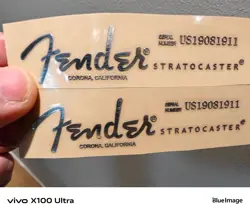 Fender®
CORONA, CALIFORNIA
SERIAL
NUMBER US19081911
STRATOCASTER®
Fender®
CORONA, CALIFORNIA
SERIAL
NUMBER US19081911
STRATOCASTER®
vivo X100 Ultra
BlueImage